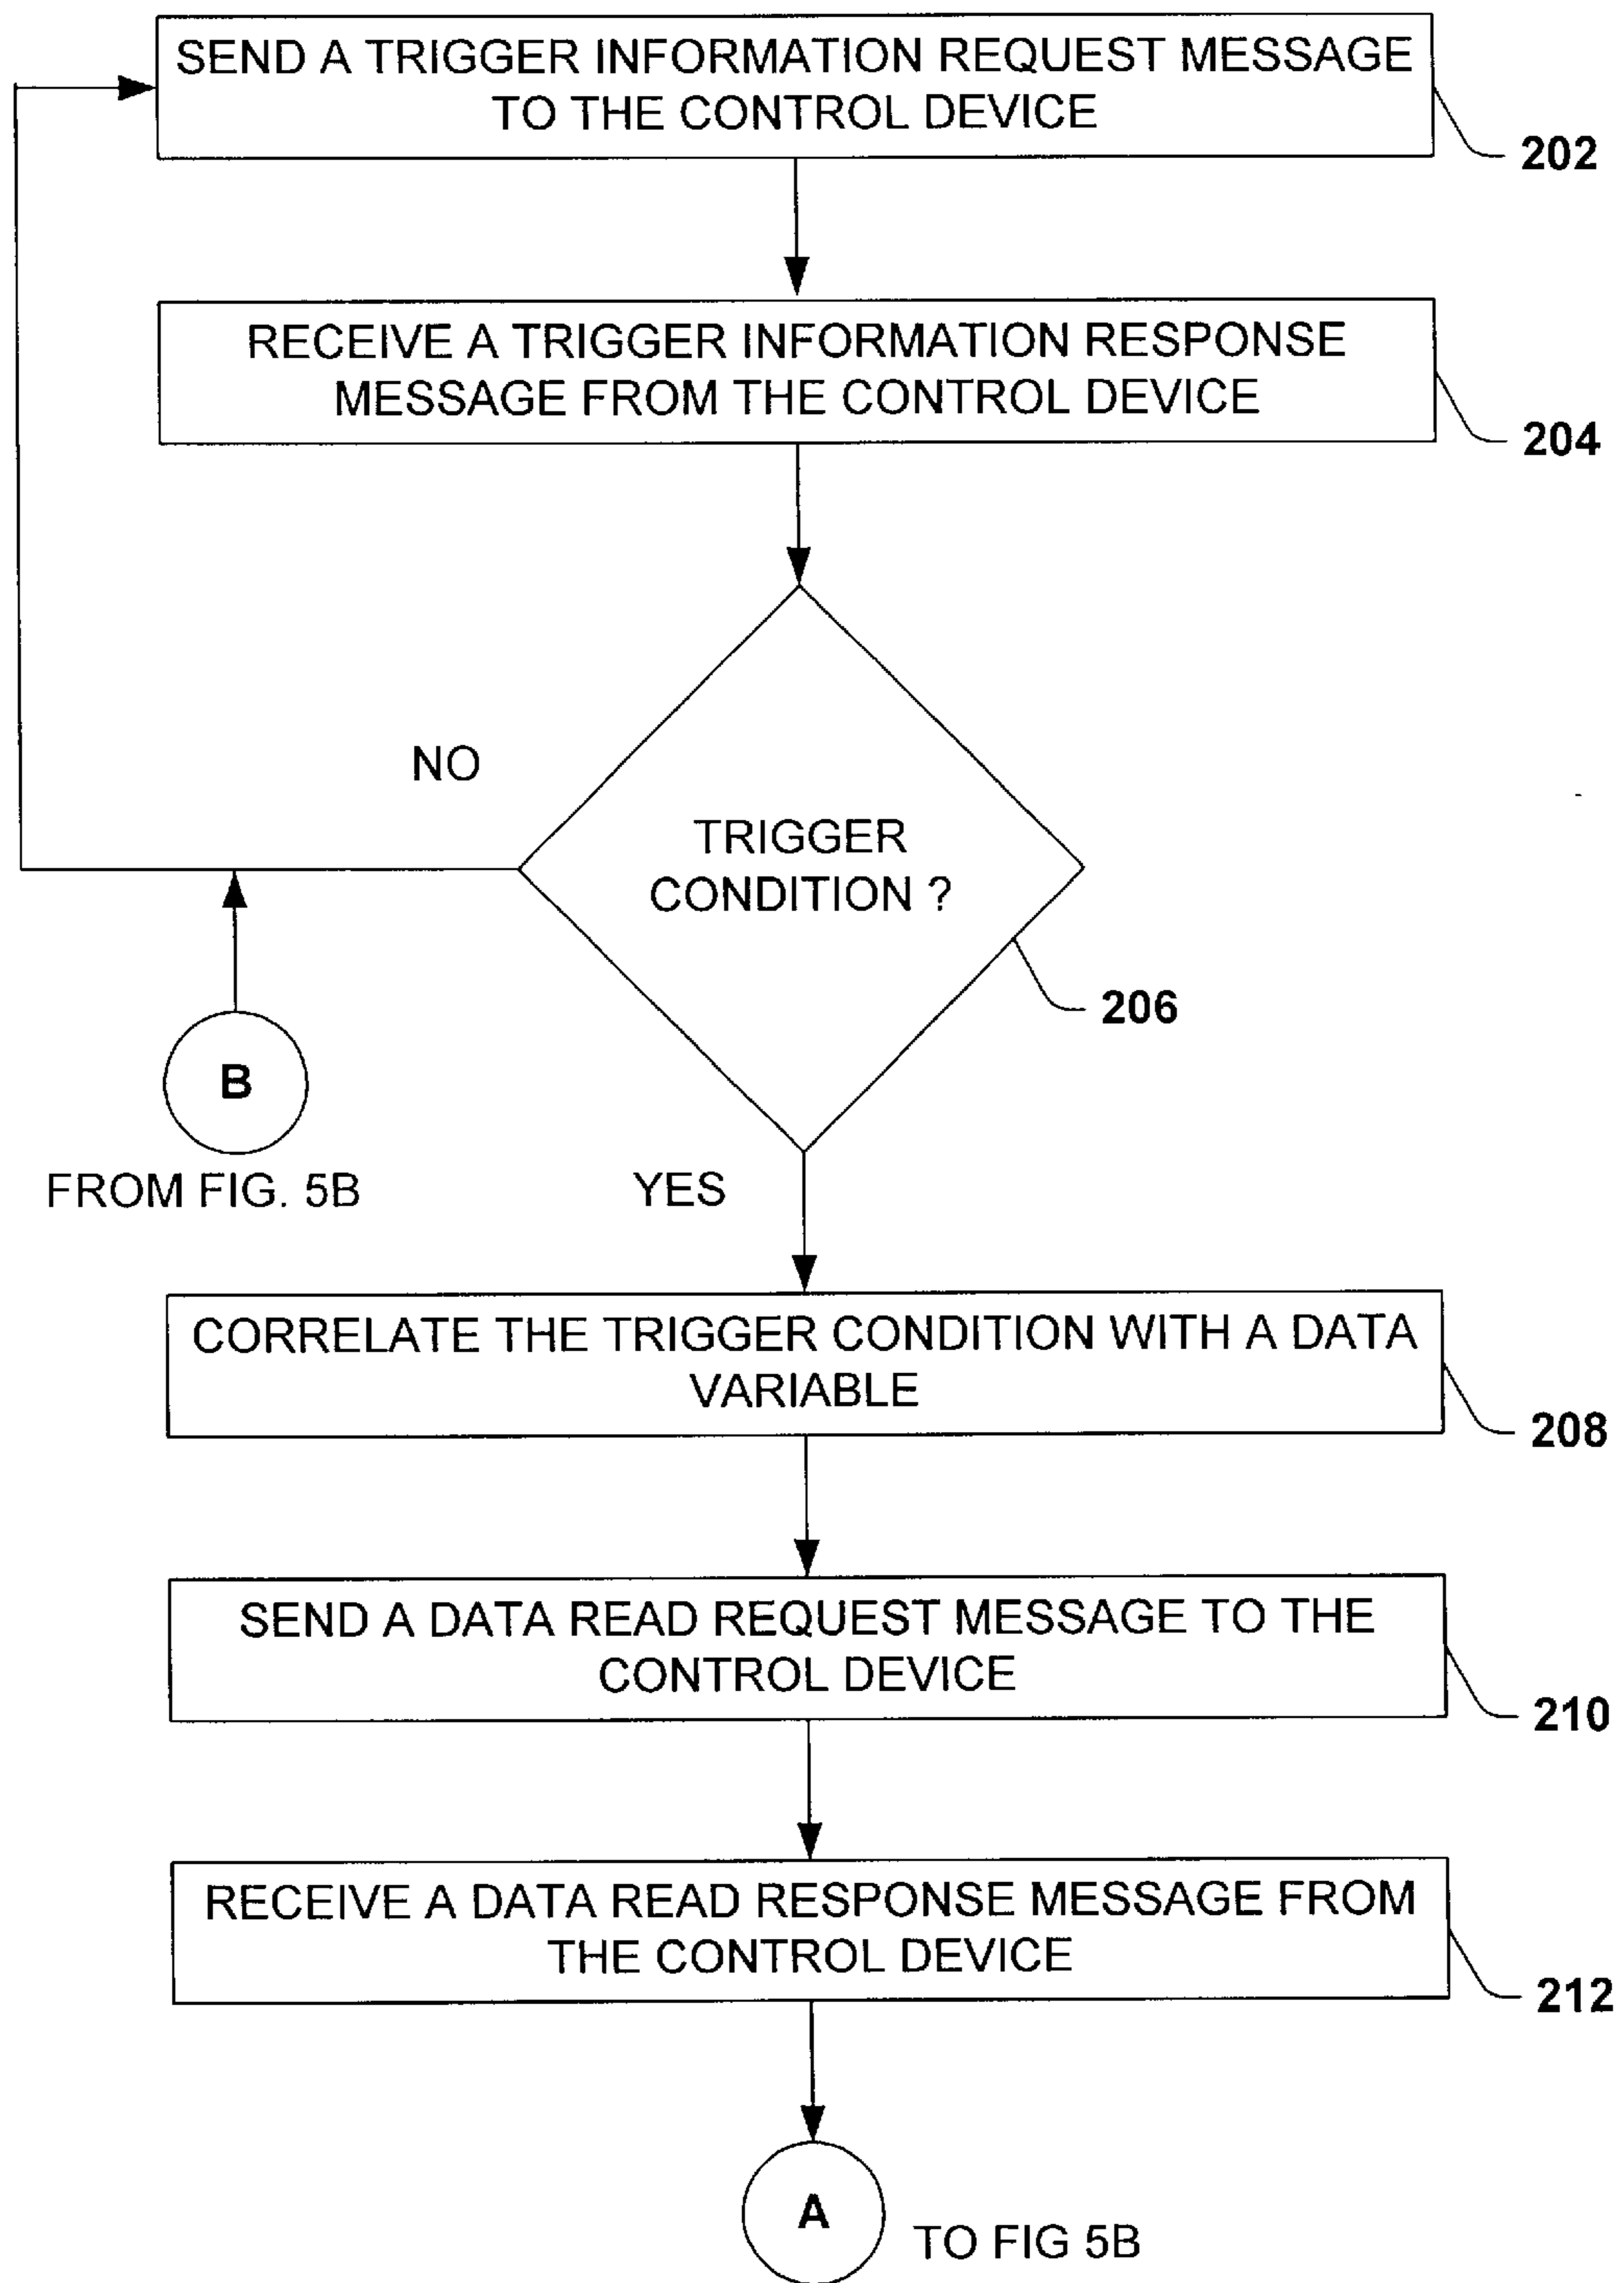 SEND A TRIGGER INFORMATION REQUEST MESSAGE
TO THE CONTROL DEVICE
202
RECEIVE A TRIGGER INFORMATION RESPONSE
MESSAGE FROM THE CONTROL DEVICE
204
NO
TRIGGER
CONDITION ?
206
B
FROM FIG. 5B
YES
CORRELATE THE TRIGGER CONDITION WITH A DATA
VARIABLE
208
SEND A DATA READ REQUEST MESSAGE TO THE
CONTROL DEVICE
210
RECEIVE A DATA READ RESPONSE MESSAGE FROM
THE CONTROL DEVICE
212
A
TO FIG 5B